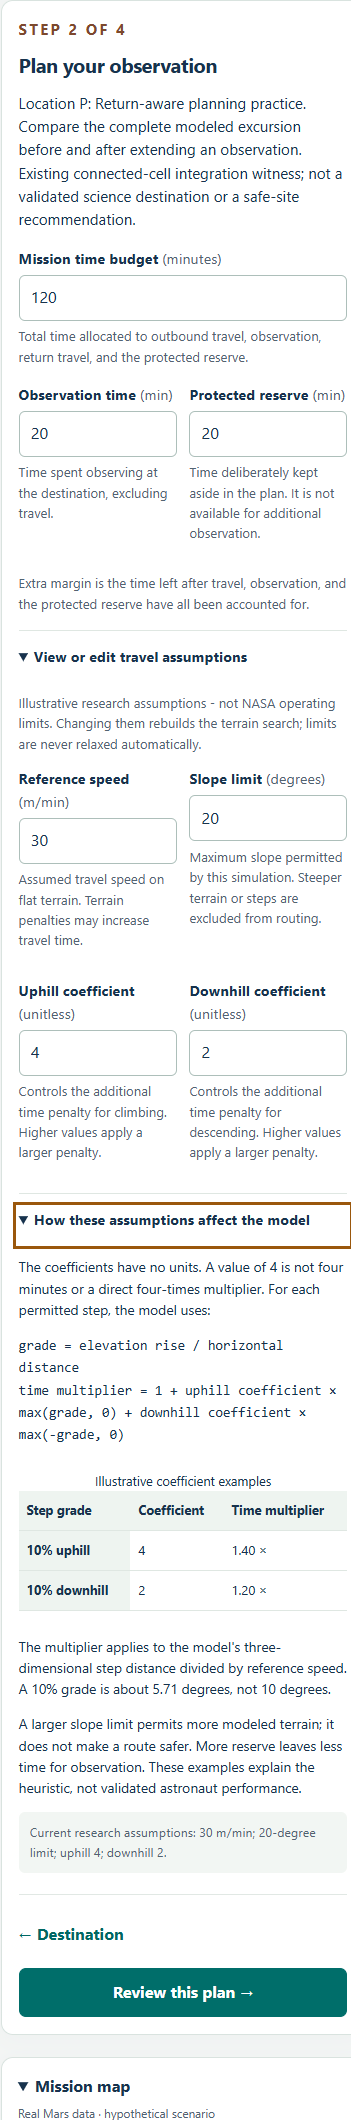 STEP 2 OF 4
Plan your observation
Location P: Return-aware planning practice.
Compare the complete modeled excursion
before and after extending an observation.
Existing connected-cell integration witness; not a
validated science destination or a safe-site
recommendation.
Mission time budget (minutes)
120
Total time allocated to outbound travel, observation,
return travel, and the protected reserve.
Observation time (min)
20
Time spent observing at
the destination, excluding
travel.
Protected reserve (min)
20
Time deliberately kept
aside in the plan. It is not
available for additional
observation.
Extra margin is the time left after travel, observation, and
the protected reserve have all been accounted for.
▼ View or edit travel assumptions
Illustrative research assumptions - not NASA operating
limits. Changing them rebuilds the terrain search; limits
are never relaxed automatically.
Reference speed
(m/min)
30
Assumed travel speed on
flat terrain. Terrain
penalties may increase
travel time.
Slope limit (degrees)
20
Maximum slope permitted
by this simulation. Steeper
terrain or steps are
excluded from routing.
Uphill coefficient
(unitless)
4
Controls the additional
time penalty for climbing.
Higher values apply a
larger penalty.
Downhill coefficient
(unitless)
2
Controls the additional
time penalty for
descending. Higher values
apply a larger penalty.
▼ How these assumptions affect the model
The coefficients have no units. A value of 4 is not four
minutes or a direct four-times multiplier. For each
permitted step, the model uses:
grade = elevation rise / horizontal
distance
time multiplier = 1 + uphill coefficient ×
max(grade, 0) + downhill coefficient ×
max(-grade, 0)
Illustrative coefficient examples
Step grade Coefficient Time multiplier
10% uphill 4 1.40 ×
10% downhill 2 1.20 ×
The multiplier applies to the model's three-
dimensional step distance divided by reference speed.
A 10% grade is about 5.71 degrees, not 10 degrees.
A larger slope limit permits more modeled terrain; it
does not make a route safer. More reserve leaves less
time for observation. These examples explain the
heuristic, not validated astronaut performance.
Current research assumptions: 30 m/min; 20-degree
limit; uphill 4; downhill 2.
← Destination
Review this plan →
▼ Mission map
Real Mars data · hypothetical scenario